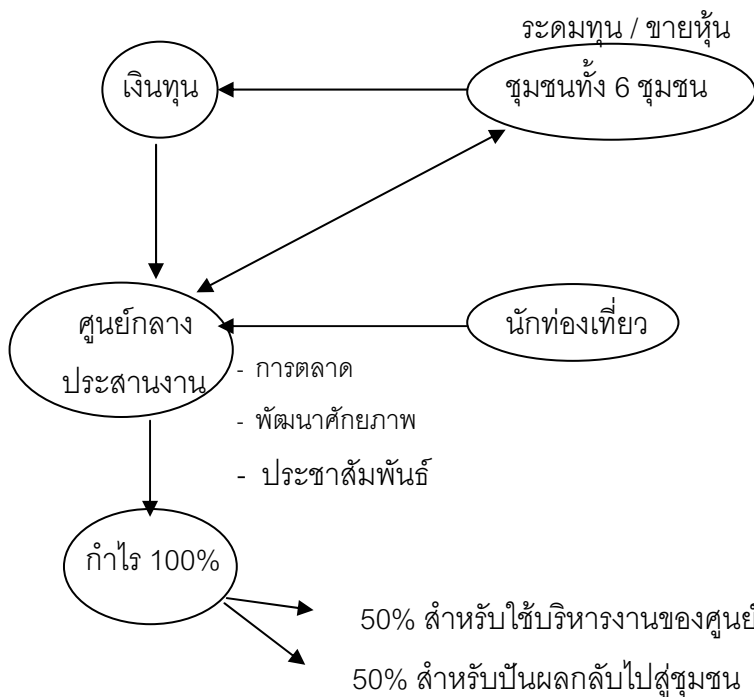 ระดมทุน / ขายหุ้น
เงินทุน
ชุมชนทั้ง 6 ชุมชน
ศูนย์กลาง
ประสานงาน
นักท่องเที่ยว
- การตลาด
- พัฒนาศักยภาพ
- ประชาสัมพันธ์
กำไร 100%
50% สำหรับใช้บริหารงานของศูนย์
50% สำหรับปันผลกลับไปสู่ชุมชน